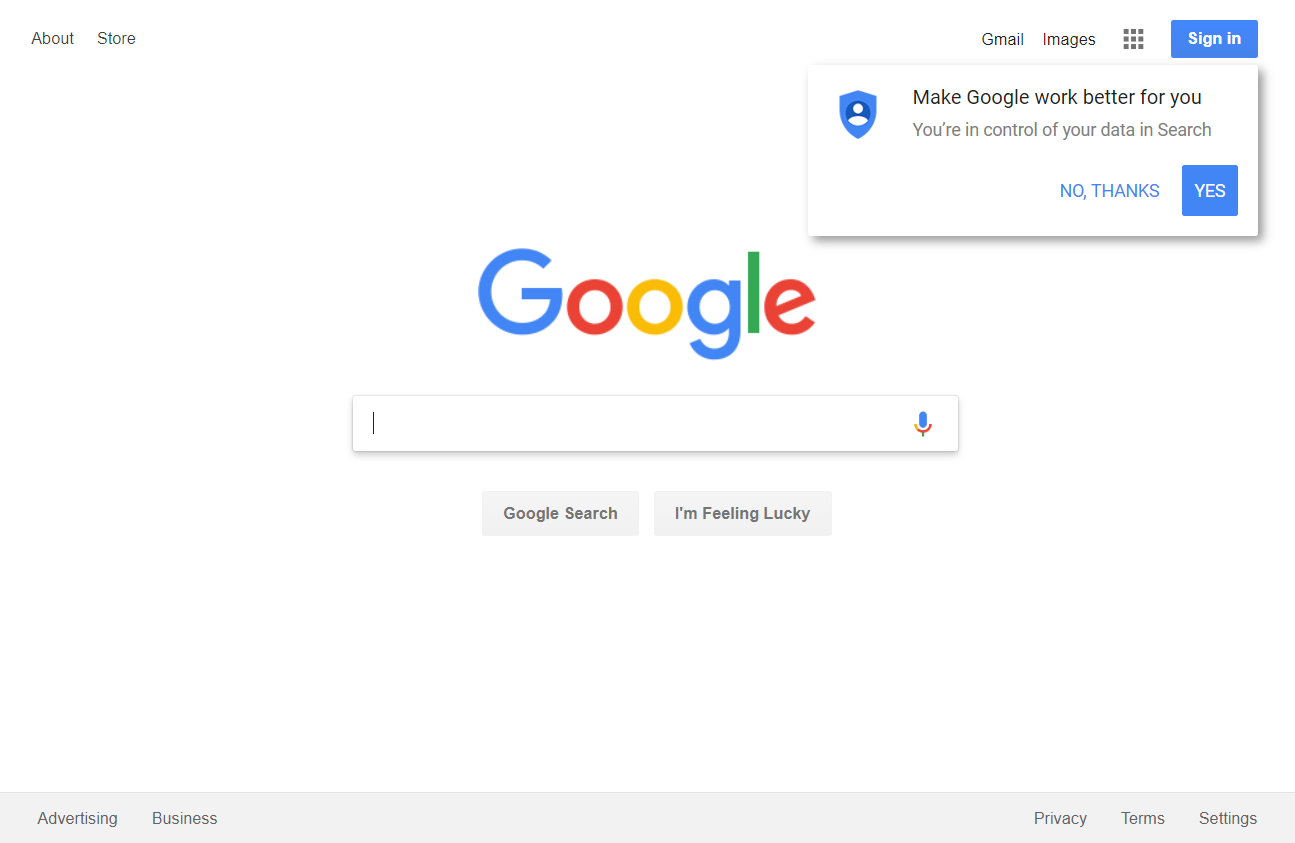 About Store
Gmail Images Sign in
Make Google work better for you
You’re in control of your data in Search
NO, THANKS YES
Google
Google Search I'm Feeling Lucky
Advertising Business Privacy Terms Settings